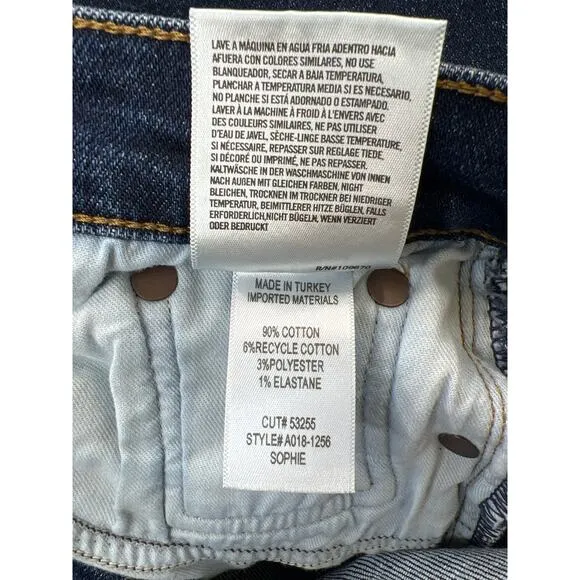 LAVE A MÁQUINA EN AGUA FRIA ADENTRO HACIA
AFUERA CON COLORES SIMILARES, NO USE
BLANQUEADOR, SECAR A BAJA TEMPERATURA,
PLANCHAR A TEMPERATURA MEDIA SI ES NECESARIO,
NO PLANCHE SI ESTÁ ADORNADO O ESTAMPADO.
LAVER À LA MACHINE À FROID À L'ENVERS AVEC
DES COULEURS SIMILAIRES, NE PAS UTILISER
D'EAU DE JAVEL, SÈCHE-LINGE BASSE TEMPÉRATURE,
SI NÉCESSAIRE, REPASSER SUR REGLAGE TIEDE,
SI DÉCORÉ OU IMPRIMÉ, NE PAS REPASSER.
KALTWÄSCHE IN DER WASCHMASCHINE VON INNEN
NACH AUßEN MIT GLEICHEN FARBEN, NIGHT
BLEICHEN, TROCKNEN IM TROCKNER BEI NIEDRIGER
TEMPERATUR, BEIMITTLERER HITZE BÜGLEN, FALLS
ERFORDERLICH,NICHT BÜGELN, WENN VERZIERT
ODER BEDRUCKT
R/N#109670
MADE IN TURKEY
IMPORTED MATERIALS
90% COTTON
6%RECYCLE COTTON
3%POLYESTER
1% ELASTANE
CUT# 53255
STYLE# A018-1256
SOPHIE